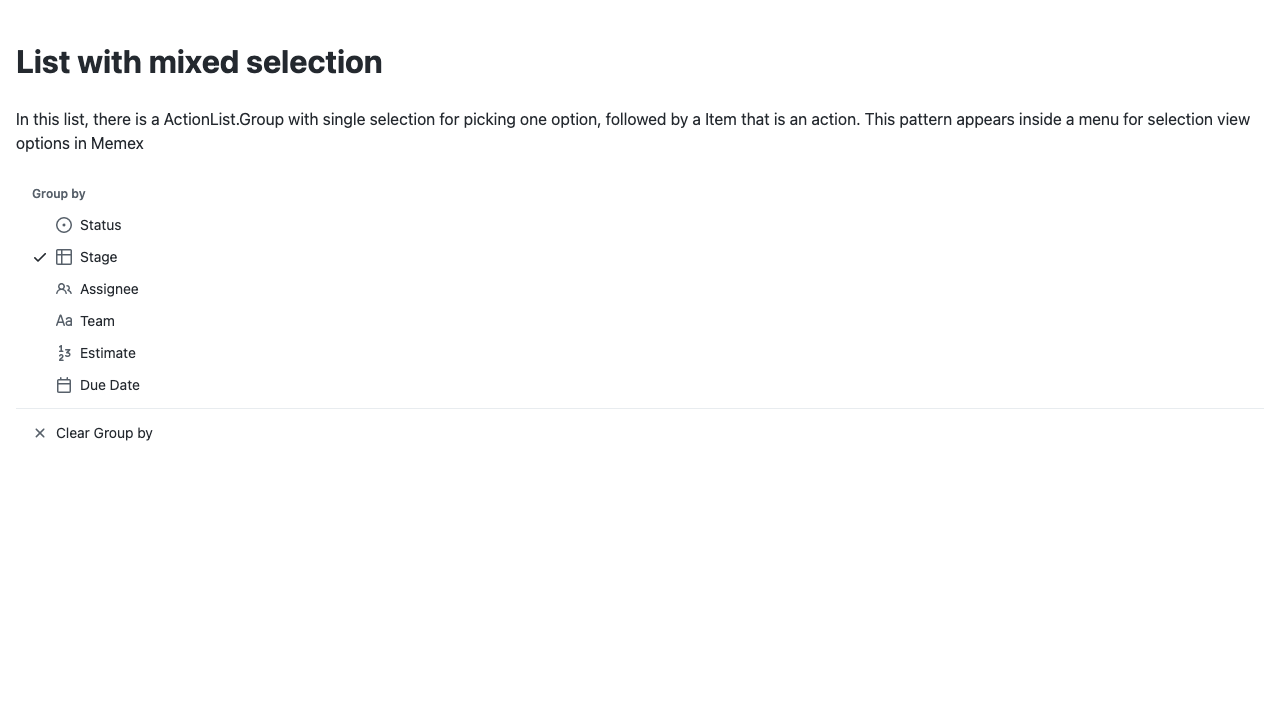 List with mixed selection
In this list, there is a ActionList.Group with single selection for picking one option, followed by a Item that is an action. This pattern appears inside a menu for selection view
options in Memex
Group by
Status
Stage
Assignee
Aa Team
123 Estimate
Due Date
Clear Group by